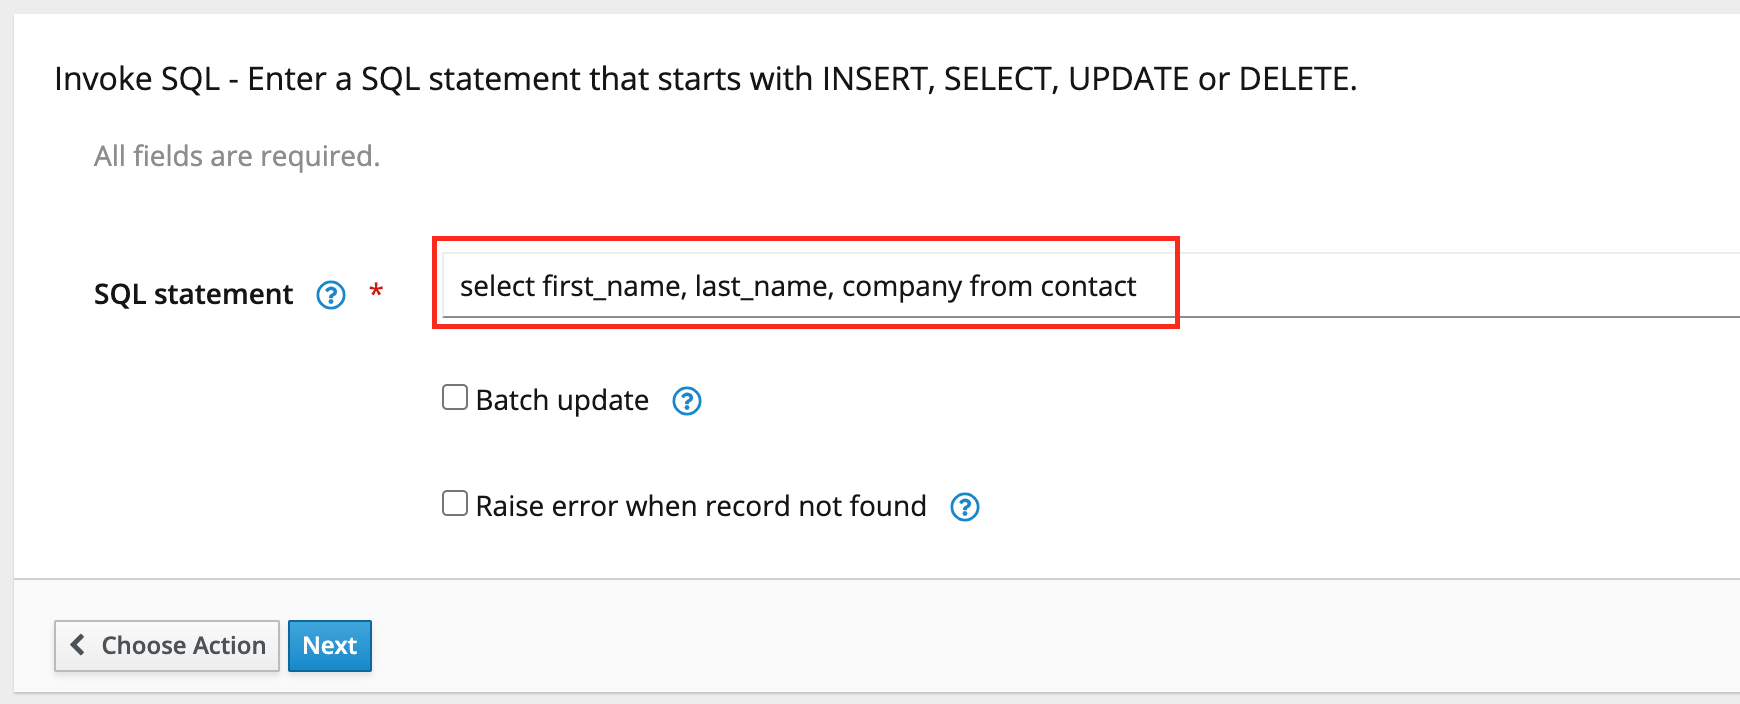 Invoke SQL - Enter a SQL statement that starts with INSERT, SELECT, UPDATE or DELETE.
All fields are required.
SQL statement ? * select first_name, last_name, company from contact
Batch update ?
Raise error when record not found ?
Choose Action Next